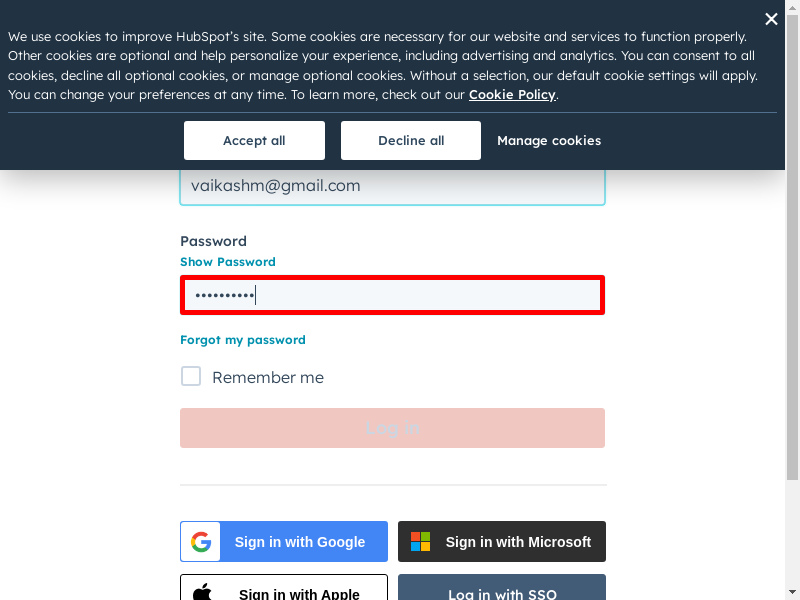 We use cookies to improve HubSpot’s site. Some cookies are necessary for our website and services to function properly.
Other cookies are optional and help personalize your experience, including advertising and analytics. You can consent to all
cookies, decline all optional cookies, or manage optional cookies. Without a selection, our default cookie settings will apply.
You can change your preferences at any time. To learn more, check out our Cookie Policy.
Accept all
Decline all
Manage cookies
vaikashm@gmail.com
Password
Show Password
••••••••••
Forgot my password
Remember me
Log in
Sign in with Google
Sign in with Microsoft
Sign in with Apple
Log in with SSO